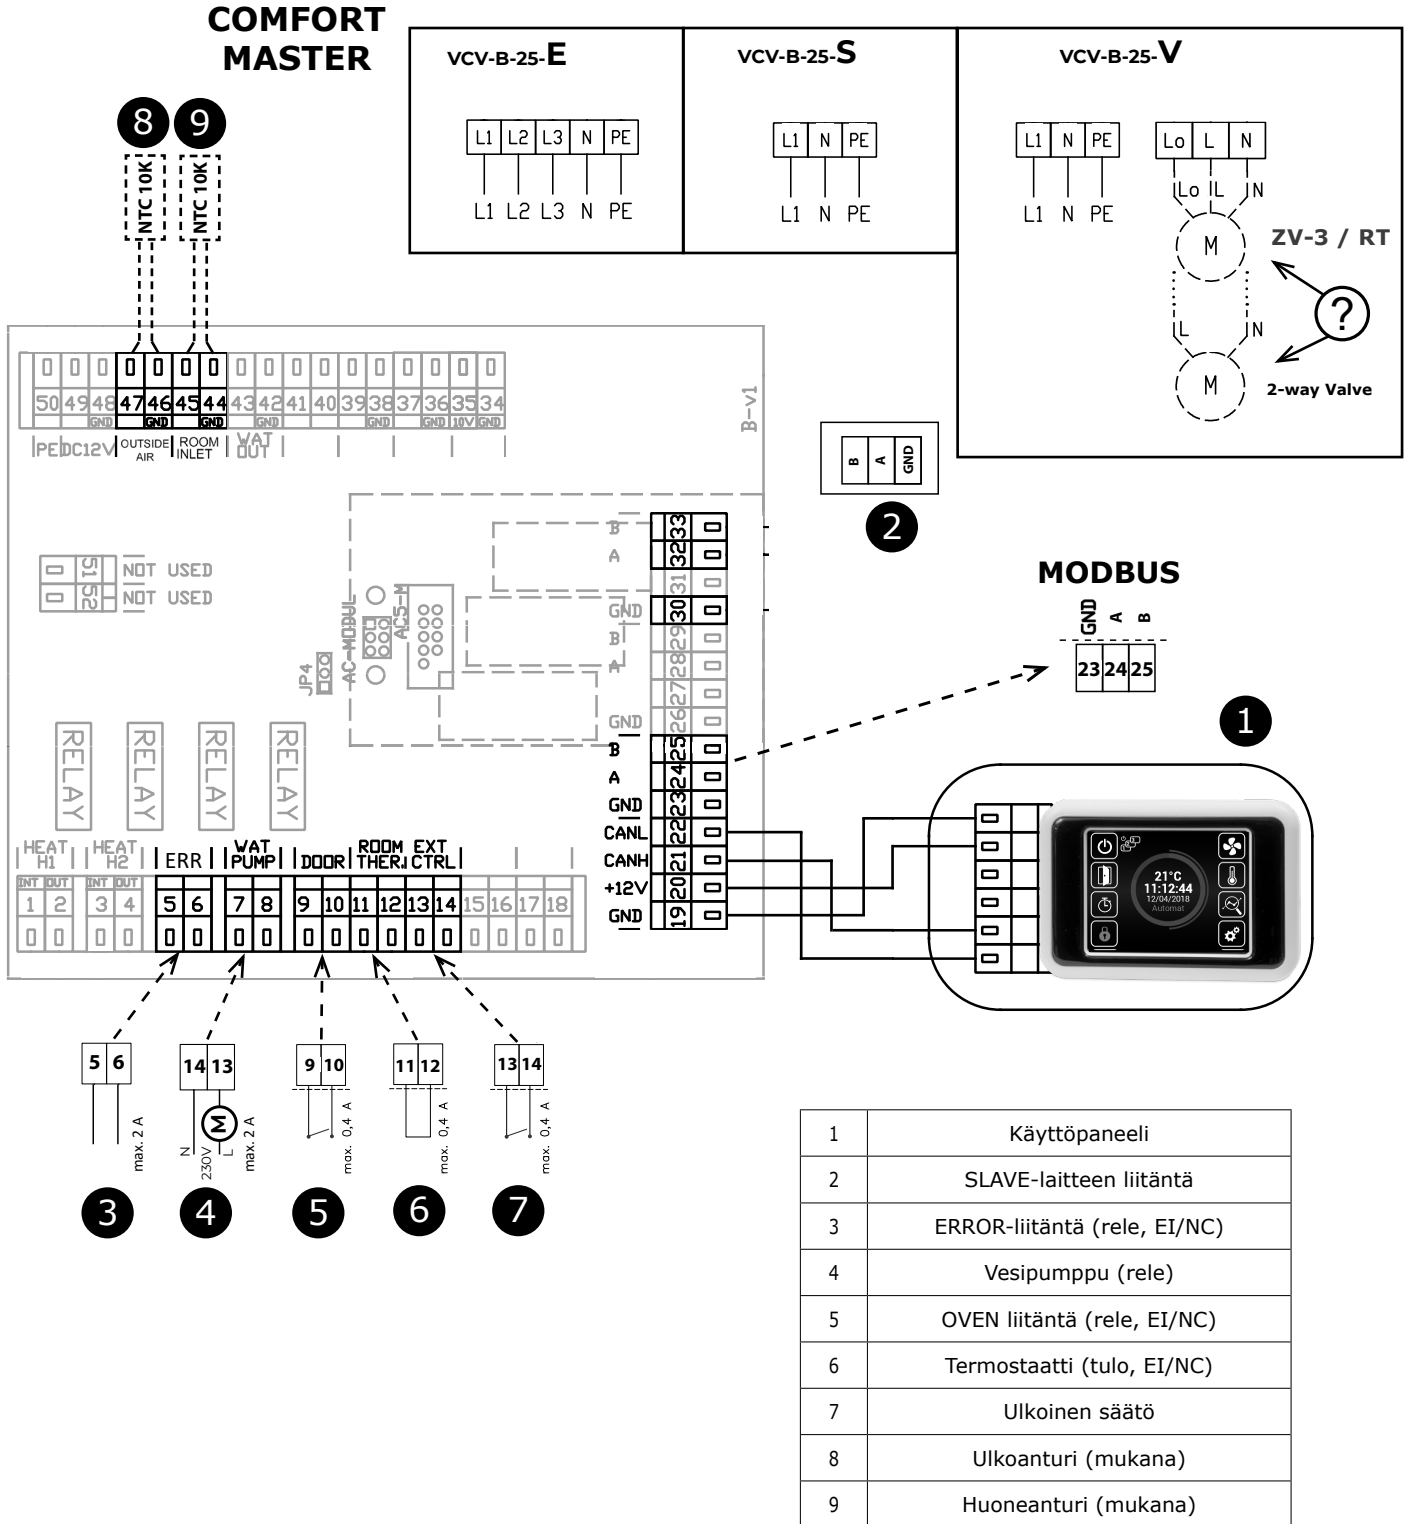 COMFORT
MASTER
VCV-B-25-E
L1 L2 L3 N PE
L1 L2 L3 N PE
VCV-B-25-S
L1 N PE
L1 N PE
VCV-B-25-V
L1 N PE
L1 N PE
Lo L N
Lo L N
M
ZV-3 / RT
?
L N
M
2-way Valve
8 9
NTC 10K NTC 10K
50 49 48 47 46 45 44 43 42 41 40 39 38 37 36 35 34
GND GND GND GND GND GND 10V GND
PE DC12V OUTSIDE AIR ROOM INLET WAT OUT
B-v1
B A GND
2
51 NOT USED
52 NOT USED
JP4
AC-MODUL
AC5-M
B 33
A 32
31
GND 30
B 29
A 28
27
GND 26
B 25
A 24
GND 23
CANL 22
CANH 21
+12V 20
GND 19
MODBUS
GND A B
23 24 25
1
21°C
11:12:44
12/04/2018
Automat
RELAY RELAY RELAY RELAY
HEAT H1 HEAT H2 ERR WAT PUMP DOOR ROOM THER. EXT CTRL
INT OUT INT OUT
1 2 3 4 5 6 7 8 9 10 11 12 13 14 15 16 17 18
5 6
max. 2 A
3
14 13
M
N 230V L
max. 2 A
4
9 10
max. 0,4 A
5
11 12
max. 0,4 A
6
13 14
max. 0,4 A
7
1 Käyttöpaneeli
2 SLAVE-laitteen liitäntä
3 ERROR-liitäntä (rele, EI/NC)
4 Vesipumppu (rele)
5 OVEN liitäntä (rele, EI/NC)
6 Termostaatti (tulo, EI/NC)
7 Ulkoinen säätö
8 Ulkoanturi (mukana)
9 Huoneanturi (mukana)